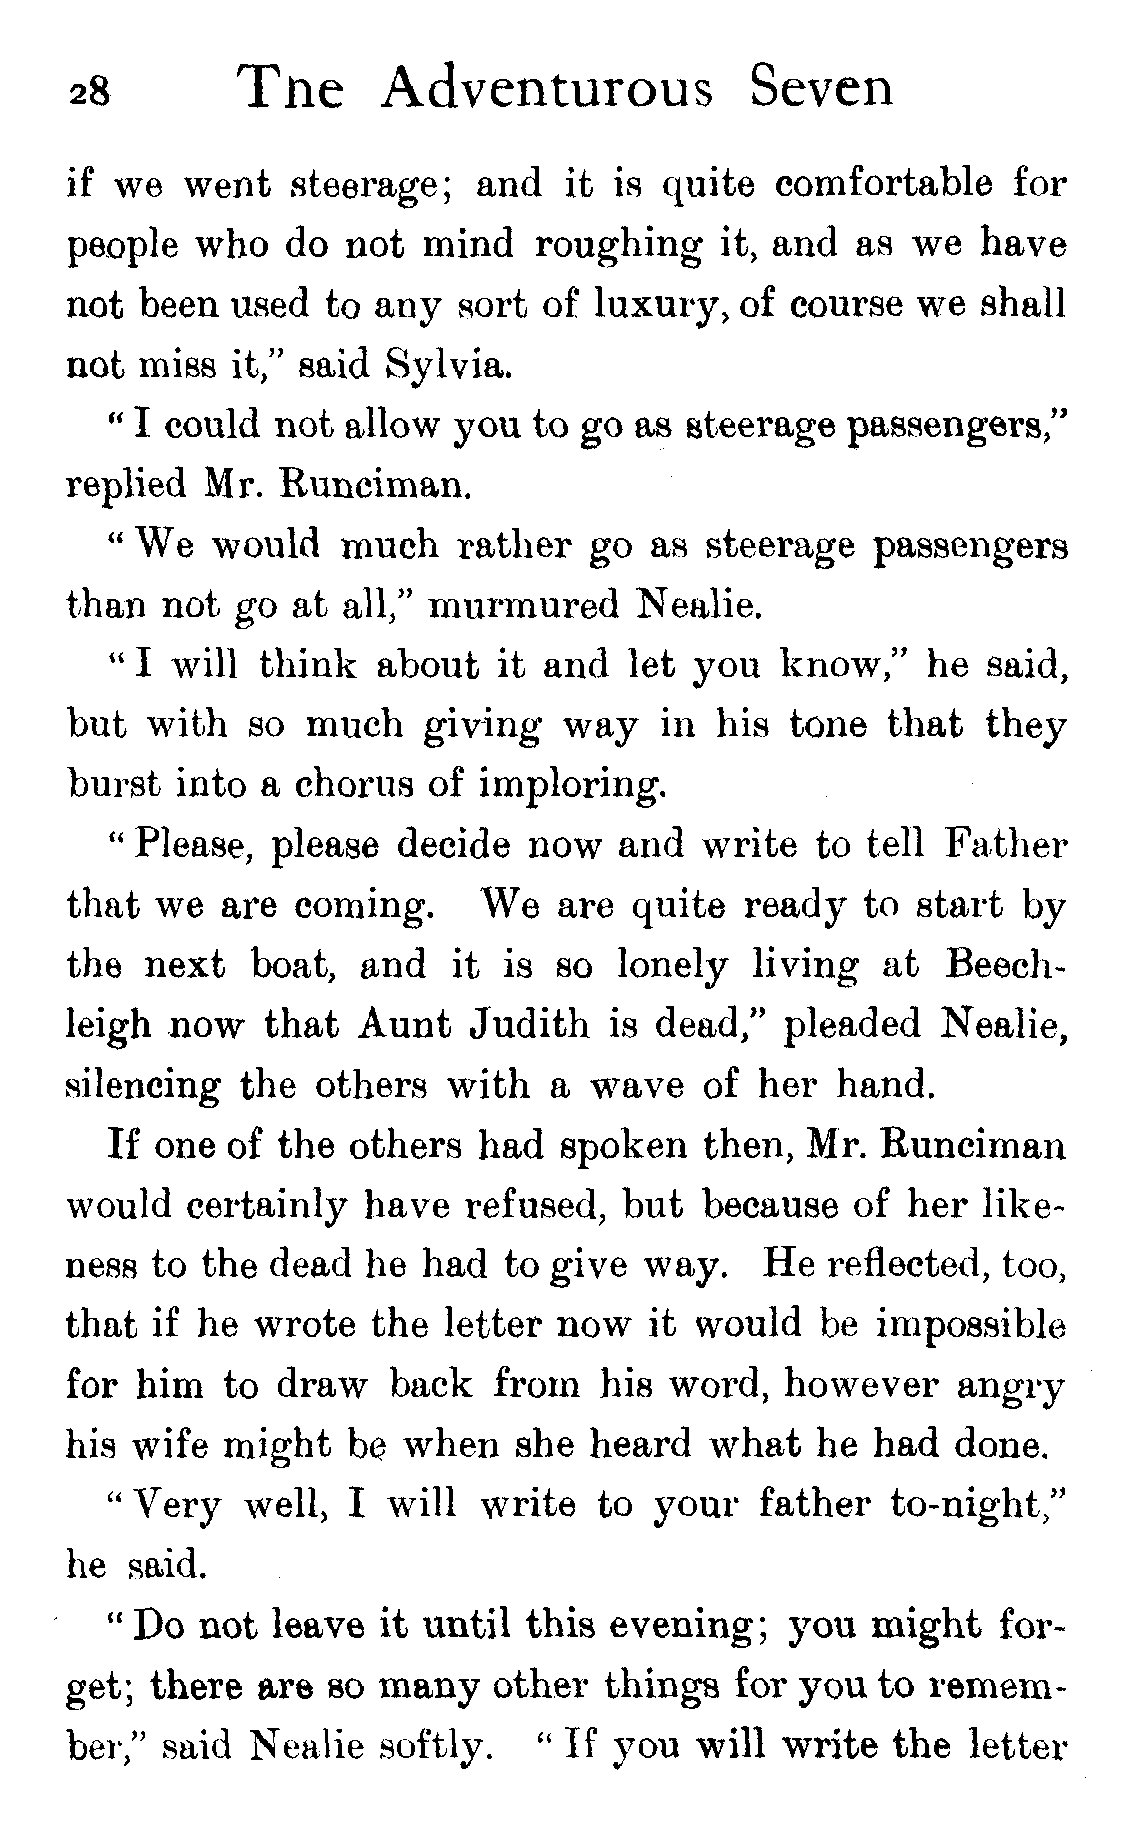 28 The Adventurous Seven
if we went steerage; and it is quite comfortable for
people who do not mind roughing it, and as we have
not been used to any sort of luxury, of course we shall
not miss it,” said Sylvia.
“I could not allow you to go as steerage passengers,”
replied Mr. Runciman.
“We would much rather go as steerage passengers
than not go at all,” murmured Nealie.
“I will think about it and let you know,” he said,
but with so much giving way in his tone that they
burst into a chorus of imploring.
“Please, please decide now and write to tell Father
that we are coming. We are quite ready to start by
the next boat, and it is so lonely living at Beech-
leigh now that Aunt Judith is dead,” pleaded Nealie,
silencing the others with a wave of her hand.
If one of the others had spoken then, Mr. Runciman
would certainly have refused, but because of her like-
ness to the dead he had to give way. He reflected, too,
that if he wrote the letter now it would be impossible
for him to draw back from his word, however angry
his wife might be when she heard what he had done.
“Very well, I will write to your father to-night,”
he said.
“Do not leave it until this evening; you might for-
get; there are so many other things for you to remem-
ber,” said Nealie softly. “If you will write the letter